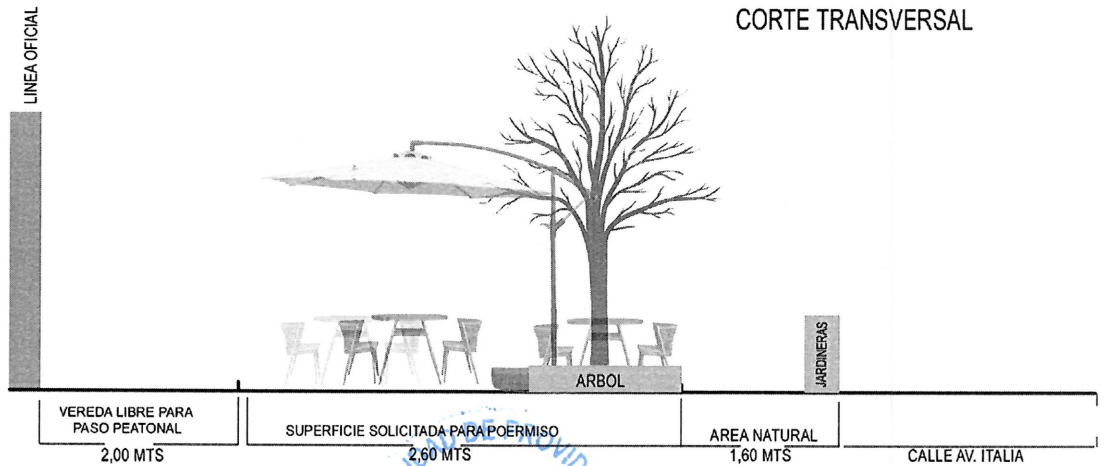 CORTE TRANSVERSAL
LINEA OFICIAL
JARDINERAS
ARBOL
VEREDA LIBRE PARA
PASO PEATONAL
2,00 MTS
SUPERFICIE SOLICITADA PARA POERMISO
2,60 MTS
AREA NATURAL
1,60 MTS
CALLE AV. ITALIA
DE